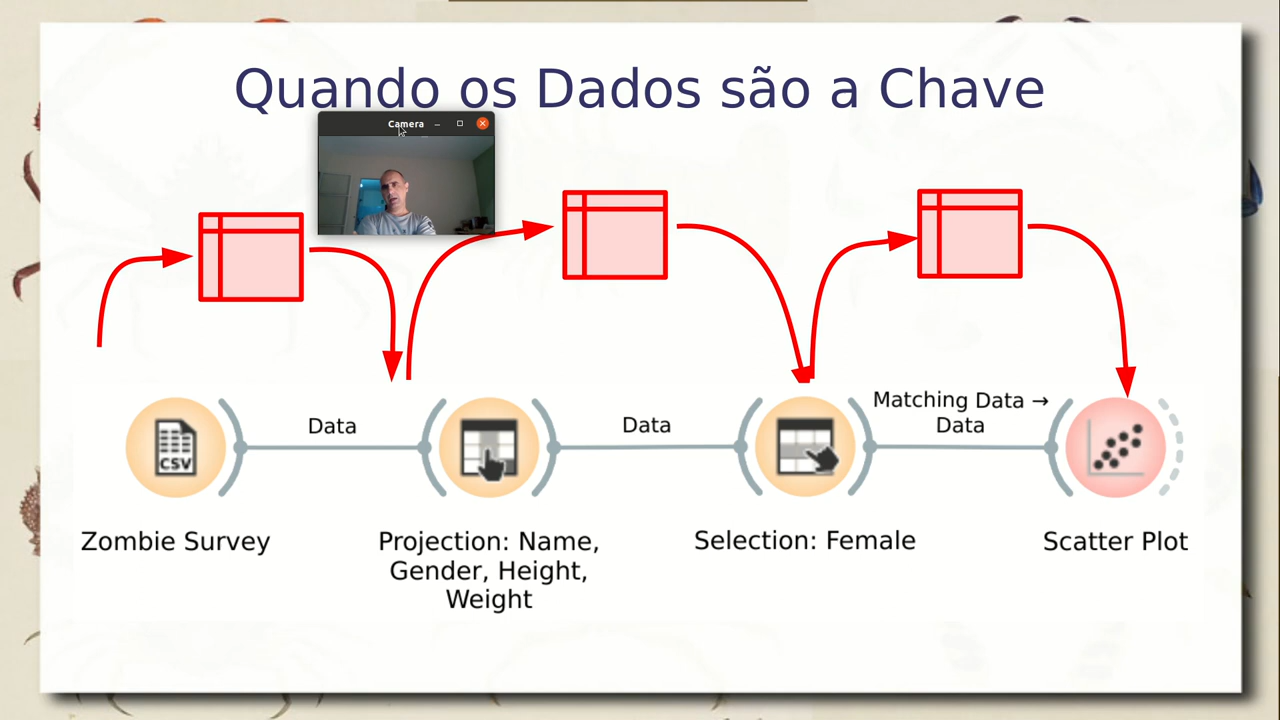 Quando os Dados são a Chave
Camera
Matching Data →
Data
Data
Data
CSV
Zombie Survey
Projection: Name,
Gender, Height,
Weight
Selection: Female
Scatter Plot